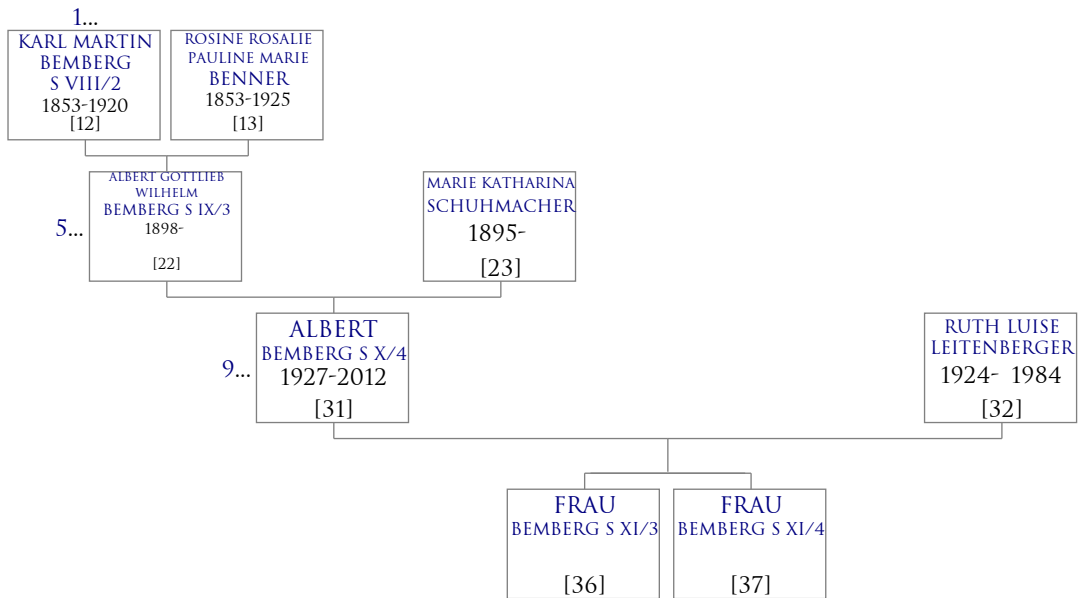 1...
KARL MARTIN
BEMBERG
S VIII/2
1853-1920
[12]
ROSINE ROSALIE
PAULINE MARIE
BENNER
1853-1925
[13]
5...
ALBERT GOTTLIEB
WILHELM
BEMBERG S IX/3
1898-
[22]
MARIE KATHARINA
SCHUHMACHER
1895-
[23]
9...
ALBERT
BEMBERG S X/4
1927-2012
[31]
RUTH LUISE
LEITENBERGER
1924- 1984
[32]
FRAU
BEMBERG S XI/3
[36]
FRAU
BEMBERG S XI/4
[37]